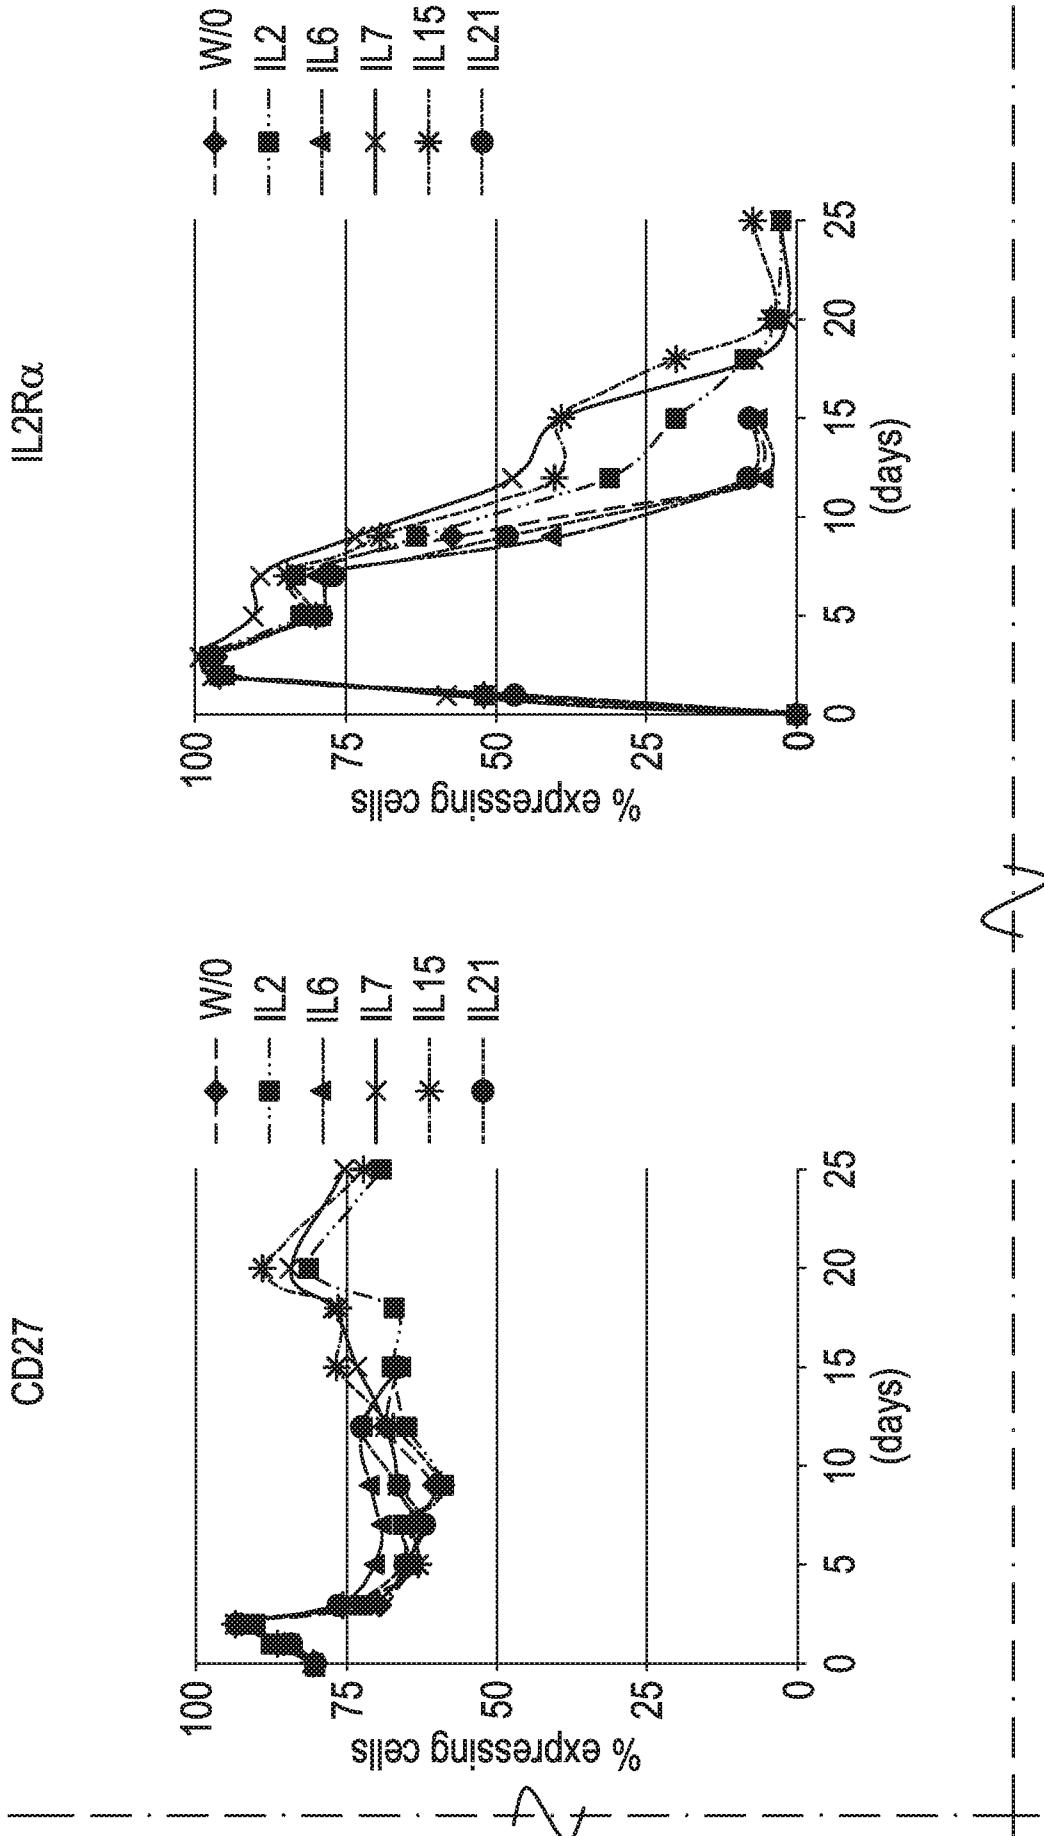 CD27
% expressing cells
100
75
50
25
0
0 5 10 15 20 25
(days)
W/0
IL2
IL6
IL7
IL15
IL21
IL2Rα
% expressing cells
100
75
50
25
0
0 5 10 15 20 25
(days)
W/0
IL2
IL6
IL7
IL15
IL21